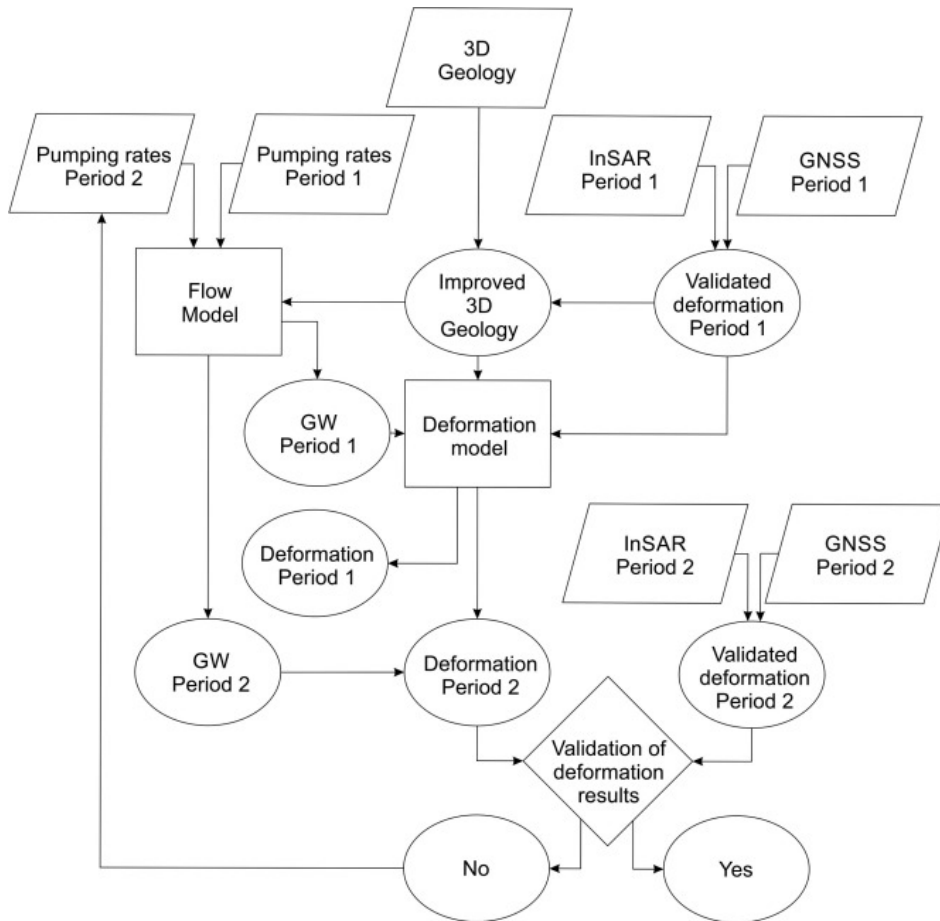 3D
Geology
Pumping rates
Period 2
Pumping rates
Period 1
InSAR
Period 1
GNSS
Period 1
Flow
Model
Improved
3D
Geology
Validated
deformation
Period 1
GW
Period 1
Deformation
model
Deformation
Period 1
InSAR
Period 2
GNSS
Period 2
GW
Period 2
Deformation
Period 2
Validated
deformation
Period 2
Validation of
deformation
results
No
Yes